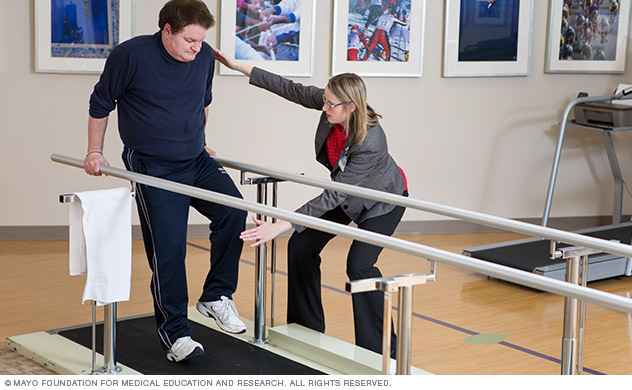 © MAYO FOUNDATION FOR MEDICAL EDUCATION AND RESEARCH. ALL RIGHTS RESERVED.